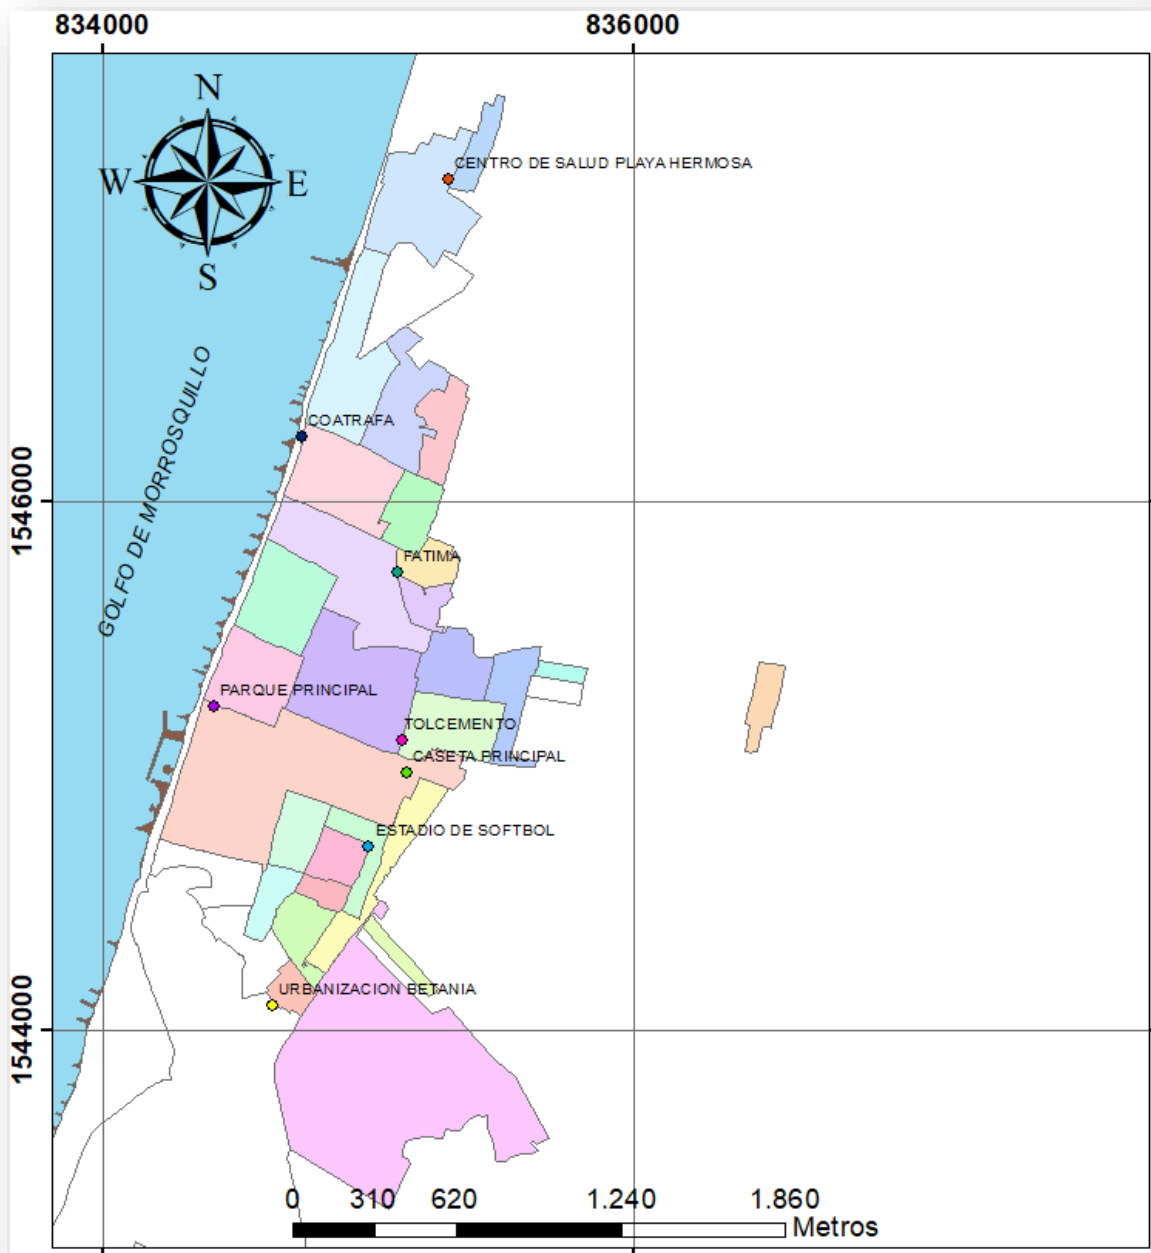 834000
836000
N
W
E
S
CENTRO DE SALUD PLAYA HERMOSA
GOLFO DE MORROSQUILLO
COATRAFA
1546000
FATIMA
PARQUE PRINCIPAL
TOLCEMENTO
CASETA PRINCIPAL
ESTADIO DE SOFTBOL
URBANIZACION BETANIA
1544000
0 310 620 1.240 1.860
Metros